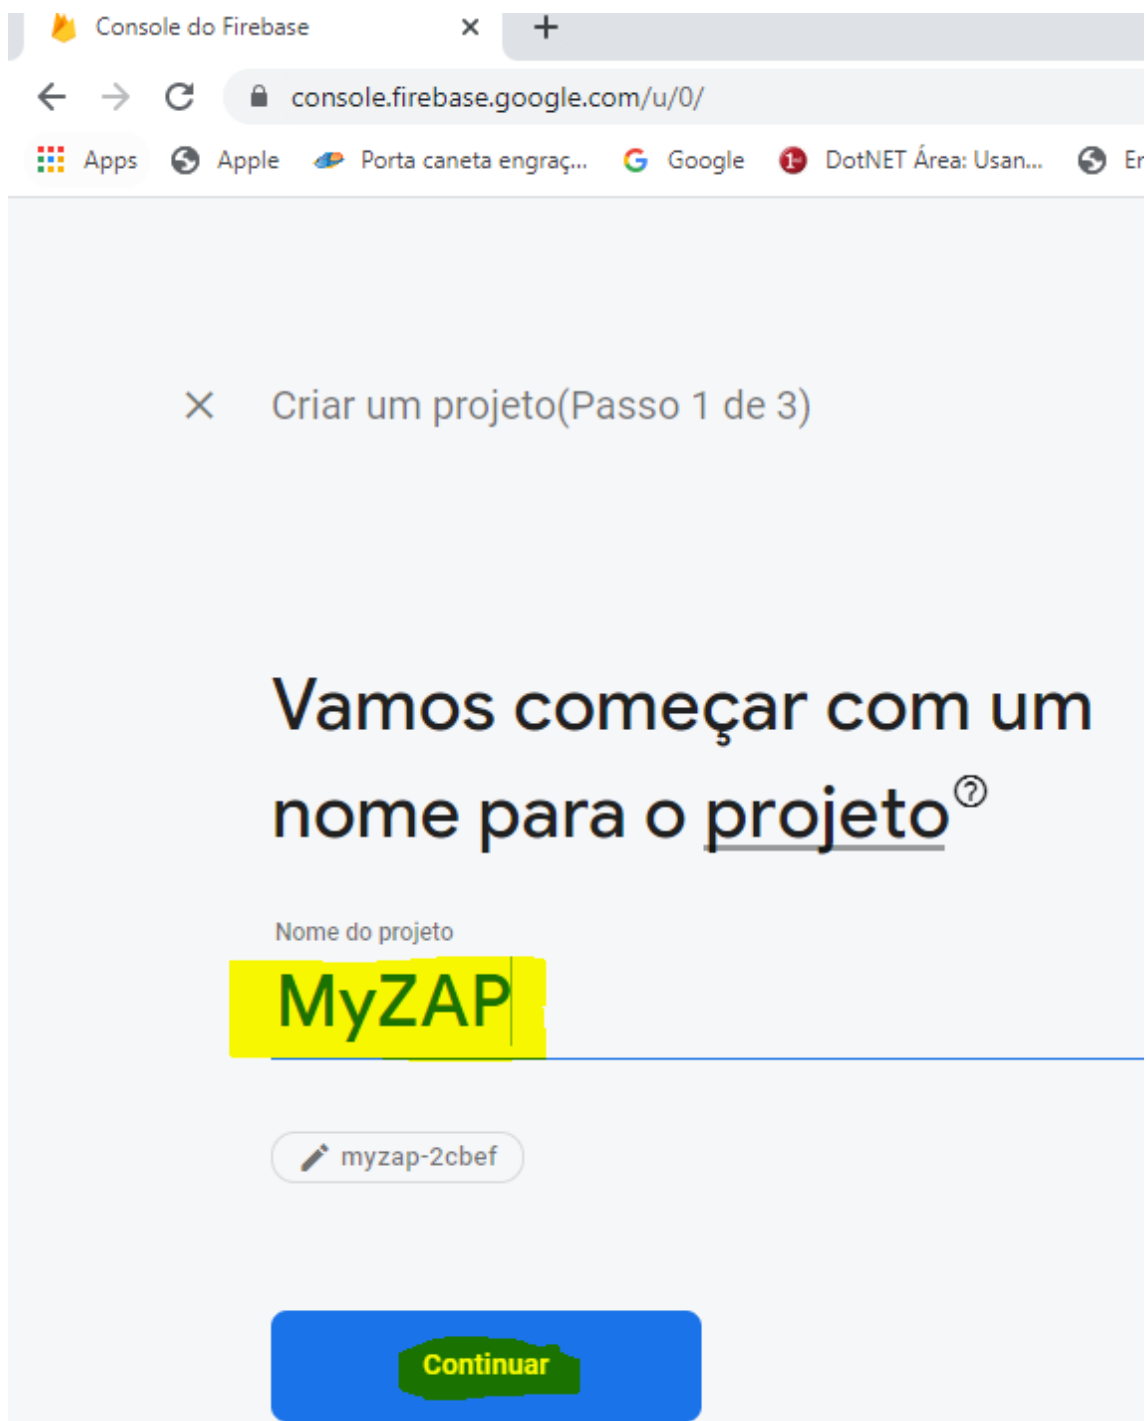 Console do Firebase
console.firebase.google.com/u/0/
Apps Apple Porta caneta engraç... Google DotNET Área: Usan... Er
Criar um projeto(Passo 1 de 3)
Vamos começar com um
nome para o projeto
Nome do projeto
MyZAP
myzap-2cbef
Continuar